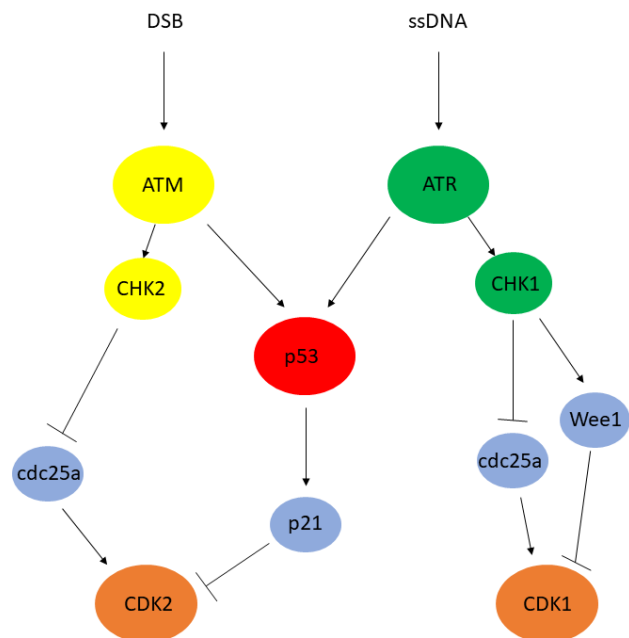 DSB
ssDNA
ATM
ATR
CHK2
CHK1
p53
Wee1
cdc25a
cdc25a
p21
CDK2
CDK1